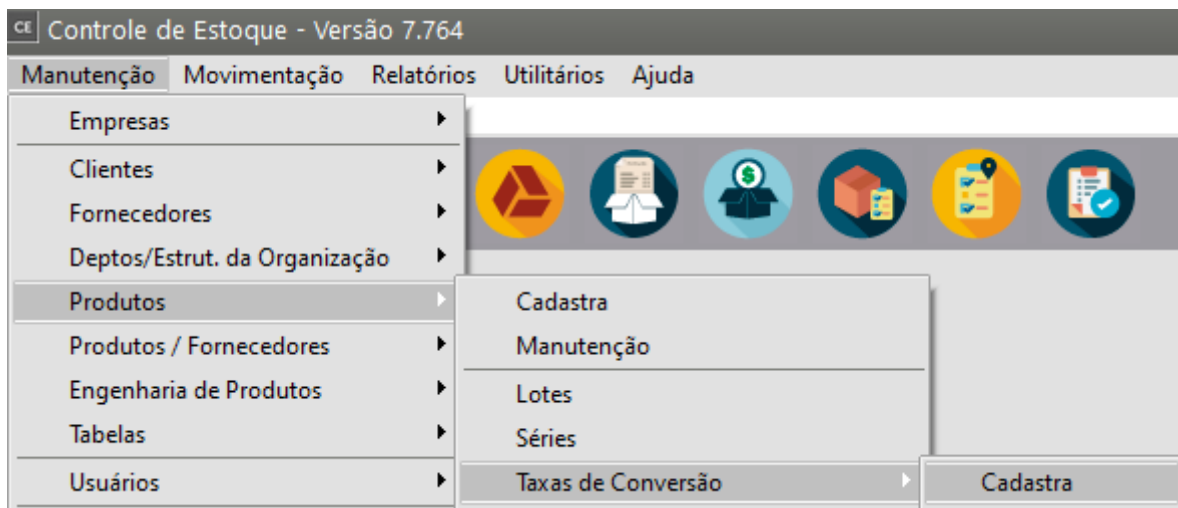 CE Controle de Estoque - Versão 7.764
Manutenção Movimentação Relatórios Utilitários Ajuda
Empresas
Clientes
Fornecedores
Deptos/Estrut. da Organização
Produtos
Cadastra
Produtos / Fornecedores
Manutenção
Engenharia de Produtos
Lotes
Tabelas
Séries
Usuários
Taxas de Conversão
Cadastra